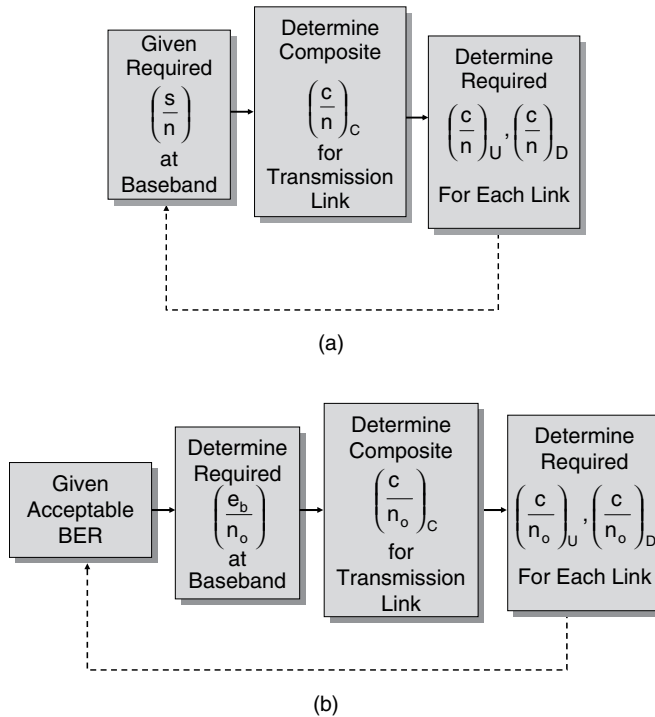 Given
Required
(s/n)
at
Baseband
Determine
Composite
(c/n)C
for
Transmission
Link
Determine
Required
(c/n)U , (c/n)D
For Each Link
(a)
Given
Acceptable
BER
Determine
Required
(eb/no)
at
Baseband
Determine
Composite
(c/no)C
for
Transmission
Link
Determine
Required
(c/no)U , (c/no)D
For Each Link
(b)